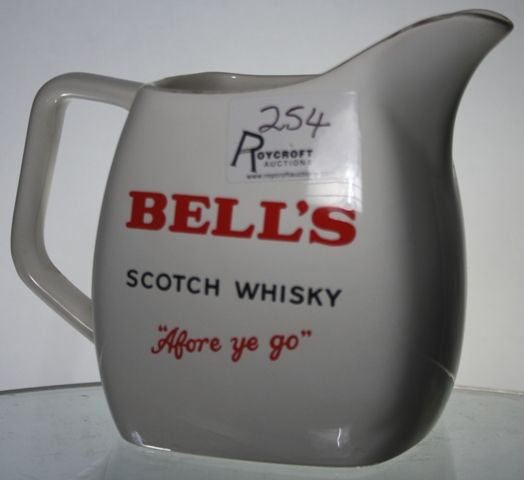 254
ROYCROFT
AUCTIONS
BELL'S
SCOTCH WHISKY
"Afore ye go"